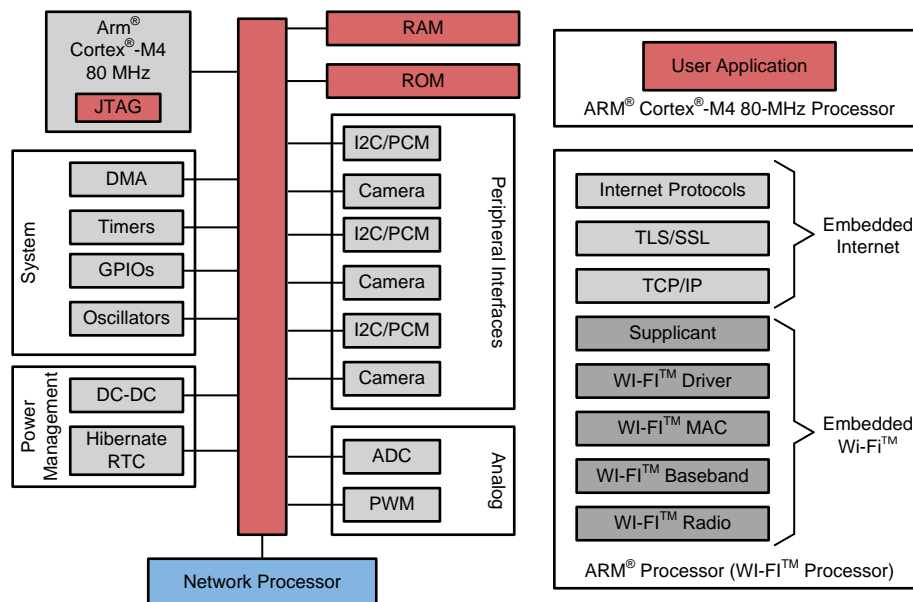 Arm®
Cortex®-M4
80 MHz
JTAG
RAM
ROM
System
DMA
Timers
GPIOs
Oscillators
Power
Management
DC-DC
Hibernate
RTC
I2C/PCM
Camera
I2C/PCM
Camera
I2C/PCM
Camera
Peripheral Interfaces
ADC
PWM
Analog
Network Processor
User Application
ARM® Cortex®-M4 80-MHz Processor
Internet Protocols
TLS/SSL
TCP/IP
Embedded
Internet
Supplicant
WI-FI™ Driver
WI-FI™ MAC
WI-FI™ Baseband
WI-FI™ Radio
Embedded
Wi-Fi™
ARM® Processor (WI-FI™ Processor)